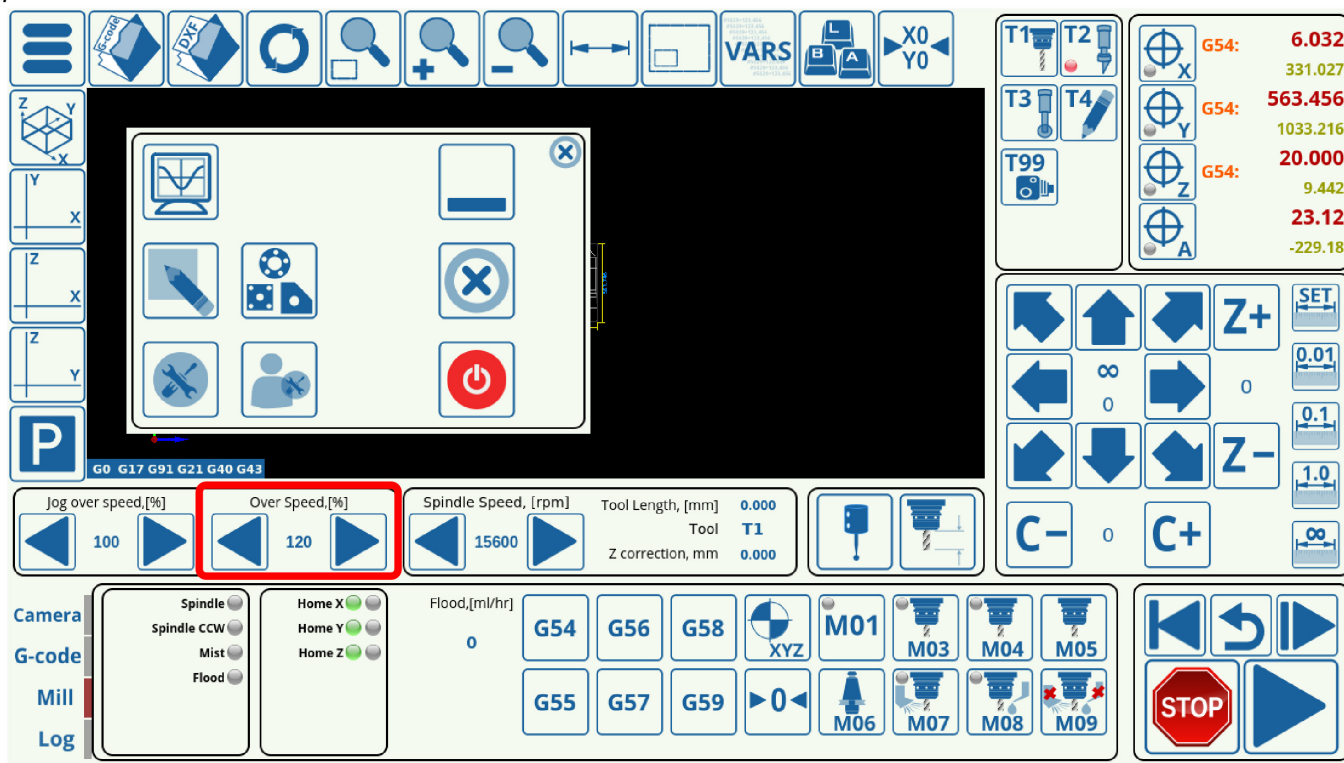 G-code
DXF
VARS
L
B A
X0
Y0
Z Y
X
Y
X
Z
X
Z
Y
P
G0 G17 G91 G21 G40 G43
T1 T2
T3 T4
T99
X G54: 6.032
331.027
Y G54: 563.456
1033.216
Z G54: 20.000
9.442
A 23.12
-229.18
Z+
SET
0.01
∞
0
0
0.1
Z-
1.0
C- 0 C+
∞
Jog over speed,[%]
100
Over Speed,[%]
120
Spindle Speed, [rpm]
15600
Tool Length, [mm] 0.000
Tool T1
Z correction, mm 0.000
Camera
G-code
Mill
Log
Spindle
Spindle CCW
Mist
Flood
Home X
Home Y
Home Z
Flood,[ml/hr]
0
G54 G56 G58 XYZ M01 M03 M04 M05
G55 G57 G59 0 M06 M07 M08 M09
STOP